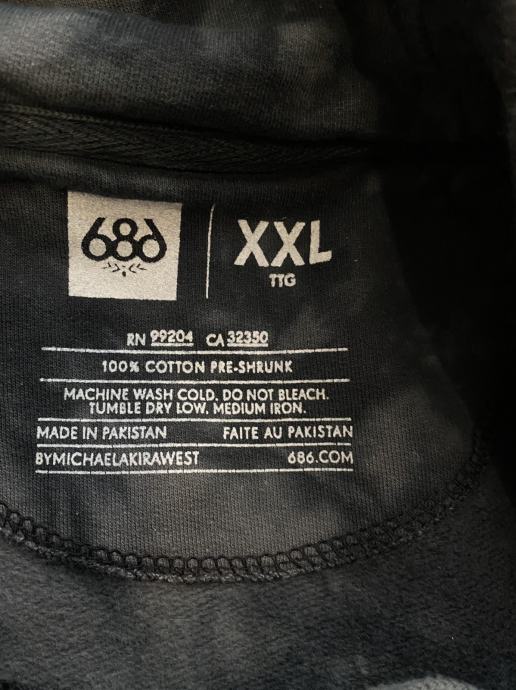 686
XXL
TTG
RN 99204 CA 32350
100% COTTON PRE-SHRUNK
MACHINE WASH COLD. DO NOT BLEACH.
TUMBLE DRY LOW. MEDIUM IRON.
MADE IN PAKISTAN FAITE AU PAKISTAN
BYMICHAELAKIRAWEST 686.COM